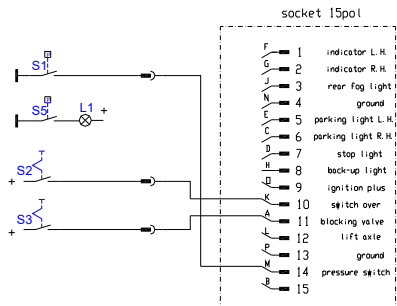 socket 15pol
F 1 indicator L.H.
G 2 indicator R.H.
J 3 rear fog light
N 4 ground
E 5 parking light L.H.
C 6 parking light R.H.
D 7 stop light
H 8 back-up light
O 9 ignition plus
K 10 switch over
A 11 blocking valve
L 12 lift axle
P 13 ground
M 14 pressure switch
B 15
S1
P
S5
P
L1 +
S2
+
S3
+